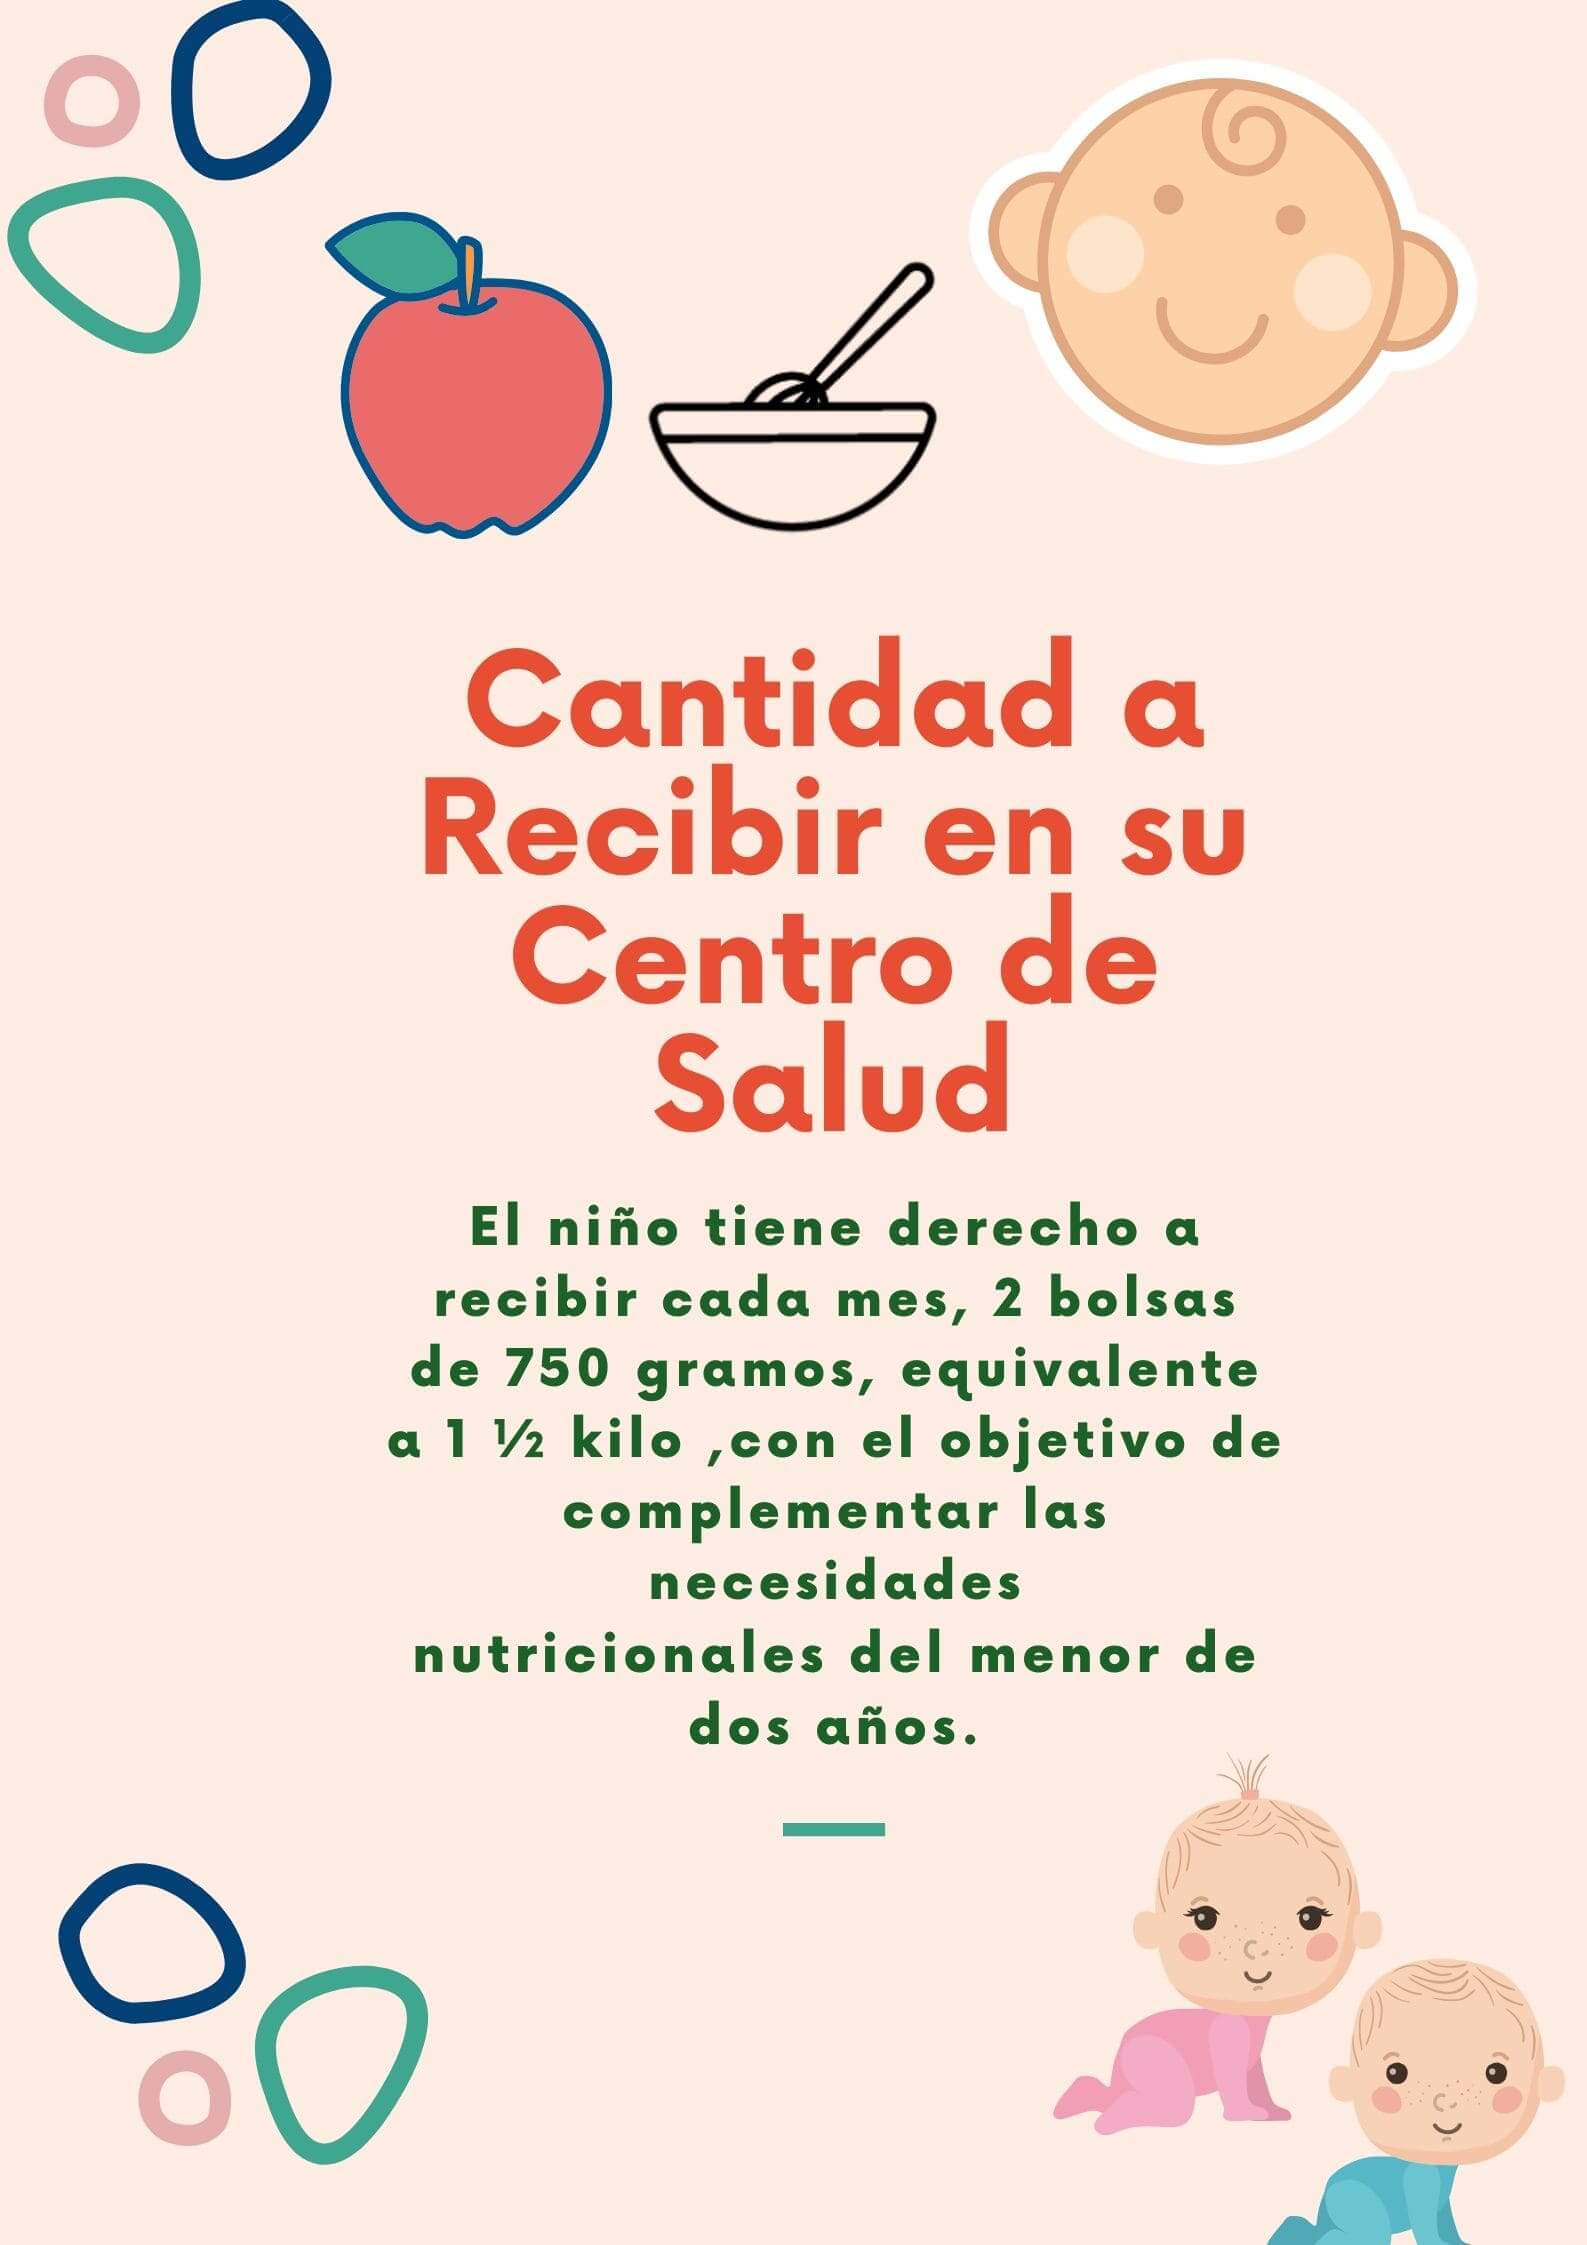 Cantidad a
Recibir en su
Centro de
Salud
El niño tiene derecho a
recibir cada mes, 2 bolsas
de 750 gramos, equivalente
a 1 ½ kilo ,con el objetivo de
complementar las
necesidades
nutricionales del menor de
dos años.